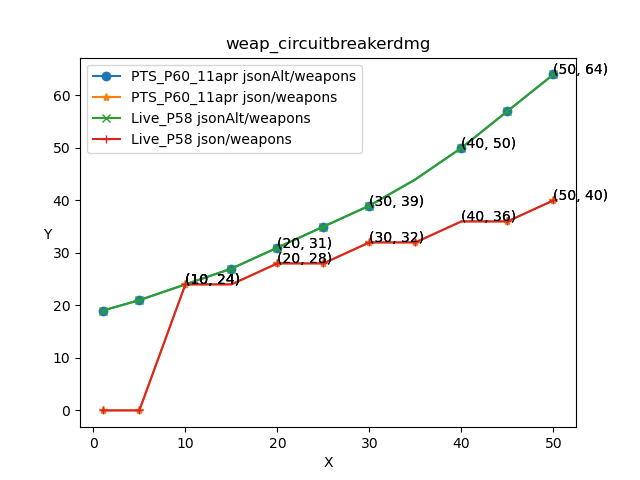 weap_circuitbreakerdmg
PTS_P60_11apr jsonAlt/weapons
PTS_P60_11apr json/weapons
Live_P58 jsonAlt/weapons
Live_P58 json/weapons
(50, 64)
(40, 50)
(30, 39)
(50, 40)
(40, 36)
(20, 31)
(30, 32)
(20, 28)
(10, 24)
60
50
40
30
20
10
0
Y
0 10 20 30 40 50
X